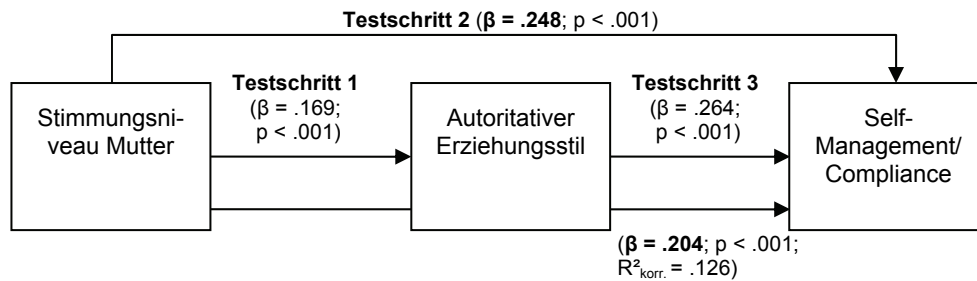 Testschritt 2 (β = .248; p < .001)
Testschritt 1
(β = .169;
p < .001)
Testschritt 3
(β = .264;
p < .001)
Stimmungsni-
veau Mutter
Autoritativer
Erziehungsstil
Self-
Management/
Compliance
(β = .204; p < .001;
R²korr. = .126)